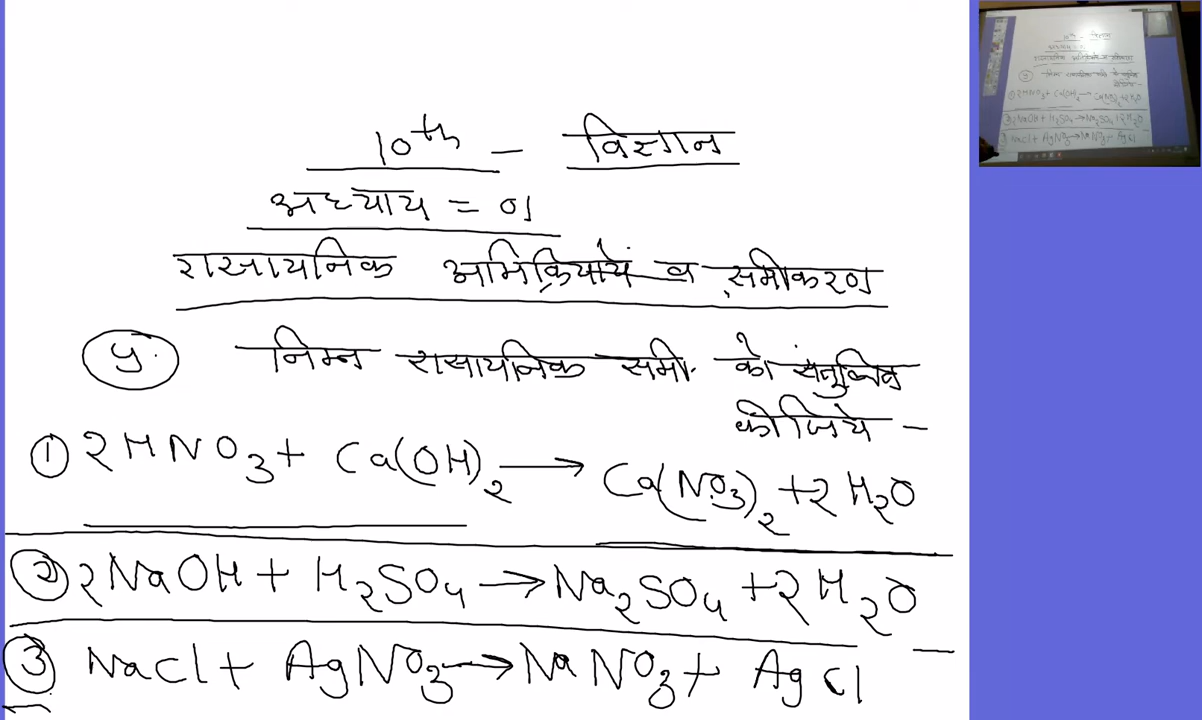 10th - विज्ञान
अध्याय = 01
रासायनिक अभिक्रियायें व समीकरण
५. निम्न रासायनिक समी. को संतुलित
कीजिये -
① 2HNO₃ + Ca(OH)₂ → Ca(NO₃)₂ + 2H₂O
② 2NaOH + H₂SO₄ → Na₂SO₄ + 2H₂O
③ NaCl + AgNO₃ → NaNO₃ + AgCl